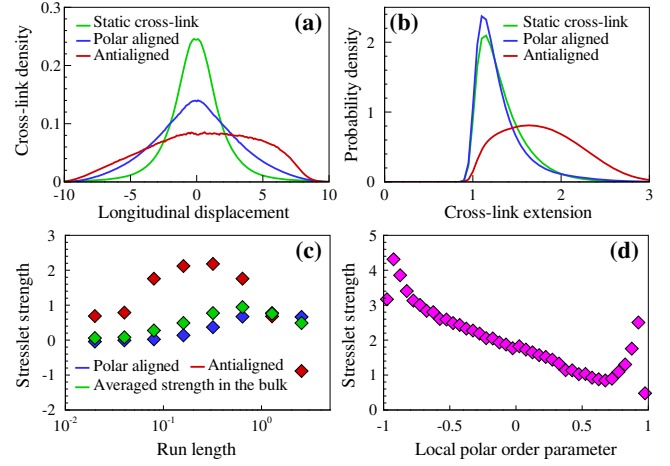 (a)
Static cross-link
Polar aligned
Antialigned
Cross-link density
0.3
0.2
0.1
0
-10 -5 0 5 10
Longitudinal displacement
(b)
Static cross-link
Polar aligned
Antialigned
Probability density
2
1
0
0 1 2 3
Cross-link extension
(c)
Stresslet strength
5
4
3
2
1
0
-1
-2
Polar aligned Antialigned
Averaged strength in the bulk
10⁻² 10⁻¹ 10⁰
Run length
(d)
Stresslet strength
5
4
3
2
1
0
-1 -0.5 0 0.5 1
Local polar order parameter